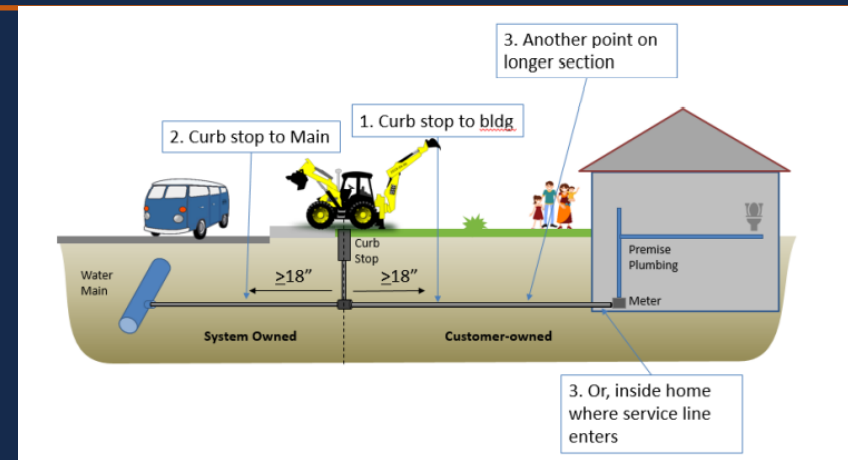 3. Another point on
longer section
1. Curb stop to bldg
2. Curb stop to Main
Curb
Stop
Water
Main
≥18”
≥18”
Premise
Plumbing
Meter
System Owned
Customer-owned
3. Or, inside home
where service line
enters